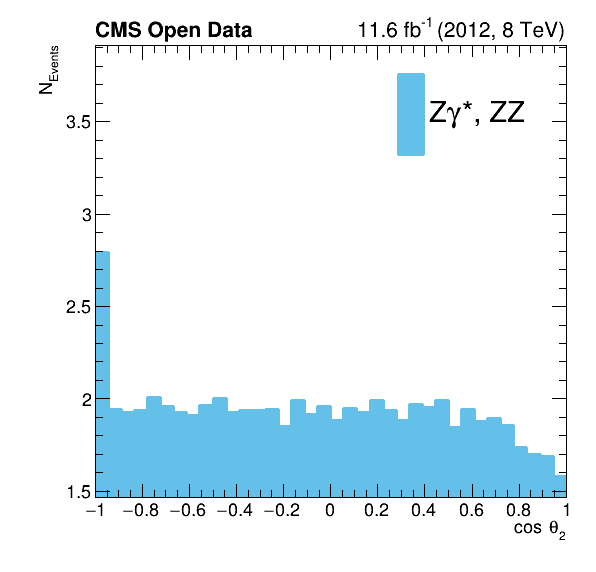 CMS Open Data 11.6 fb⁻¹ (2012, 8 TeV)
N_Events
Zγ*, ZZ
3.5
3
2.5
2
1.5
−1 −0.8 −0.6 −0.4 −0.2 0 0.2 0.4 0.6 0.8 1
cos θ₂